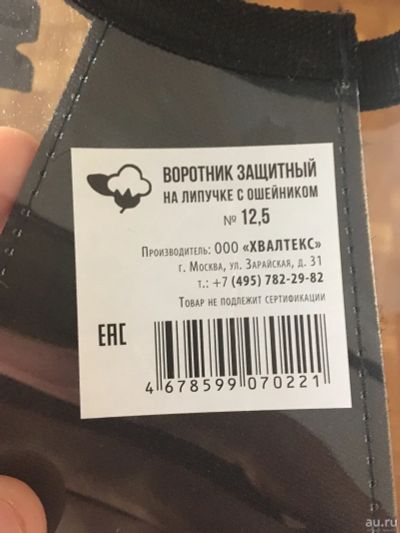 ВОРОТНИК ЗАЩИТНЫЙ
НА ЛИПУЧКЕ С ОШЕЙНИКОМ
№ 12,5
Производитель: ООО «ХВАЛТЕКС»
г. Москва, ул. Зарайская, д. 31
т.: +7 (495) 782-29-82
Товар не подлежит сертификации
EAC
4 678599 070221
au.ru